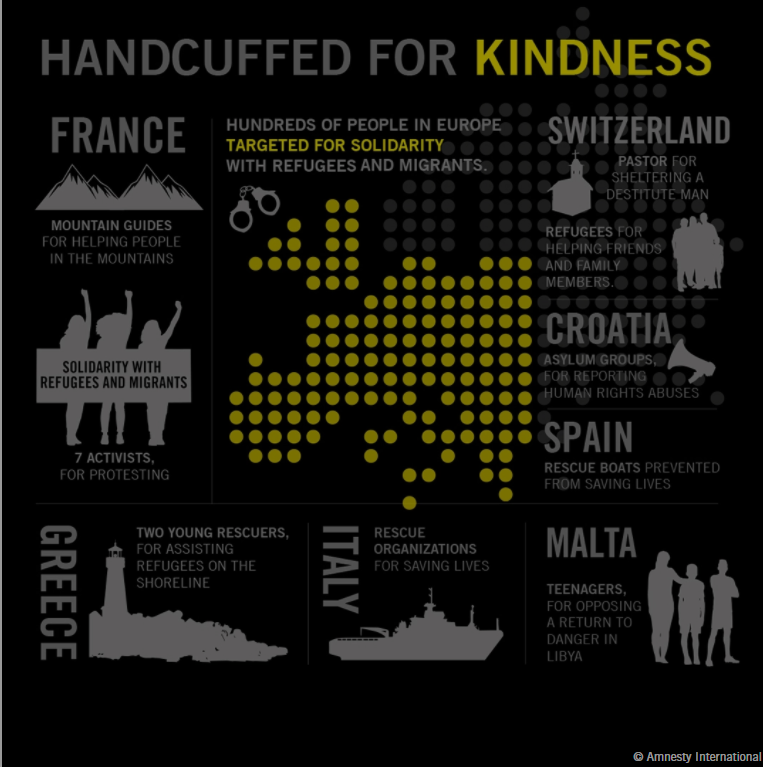 HANDCUFFED FOR KINDNESS
FRANCE
MOUNTAIN GUIDES
FOR HELPING PEOPLE
IN THE MOUNTAINS
SOLIDARITY WITH
REFUGEES AND MIGRANTS
7 ACTIVISTS,
FOR PROTESTING
HUNDREDS OF PEOPLE IN EUROPE
TARGETED FOR SOLIDARITY
WITH REFUGEES AND MIGRANTS.
SWITZERLAND
PASTOR FOR
SHELTERING A
DESTITUTE MAN
REFUGEES FOR
HELPING FRIENDS
AND FAMILY
MEMBERS.
CROATIA
ASYLUM GROUPS,
FOR REPORTING
HUMAN RIGHTS ABUSES
SPAIN
RESCUE BOATS PREVENTED
FROM SAVING LIVES
GREECE
TWO YOUNG RESCUERS,
FOR ASSISTING
REFUGEES ON THE
SHORELINE
ITALY
RESCUE
ORGANIZATIONS
FOR SAVING LIVES
MALTA
TEENAGERS,
FOR OPPOSING
A RETURN TO
DANGER IN
LIBYA
© Amnesty International